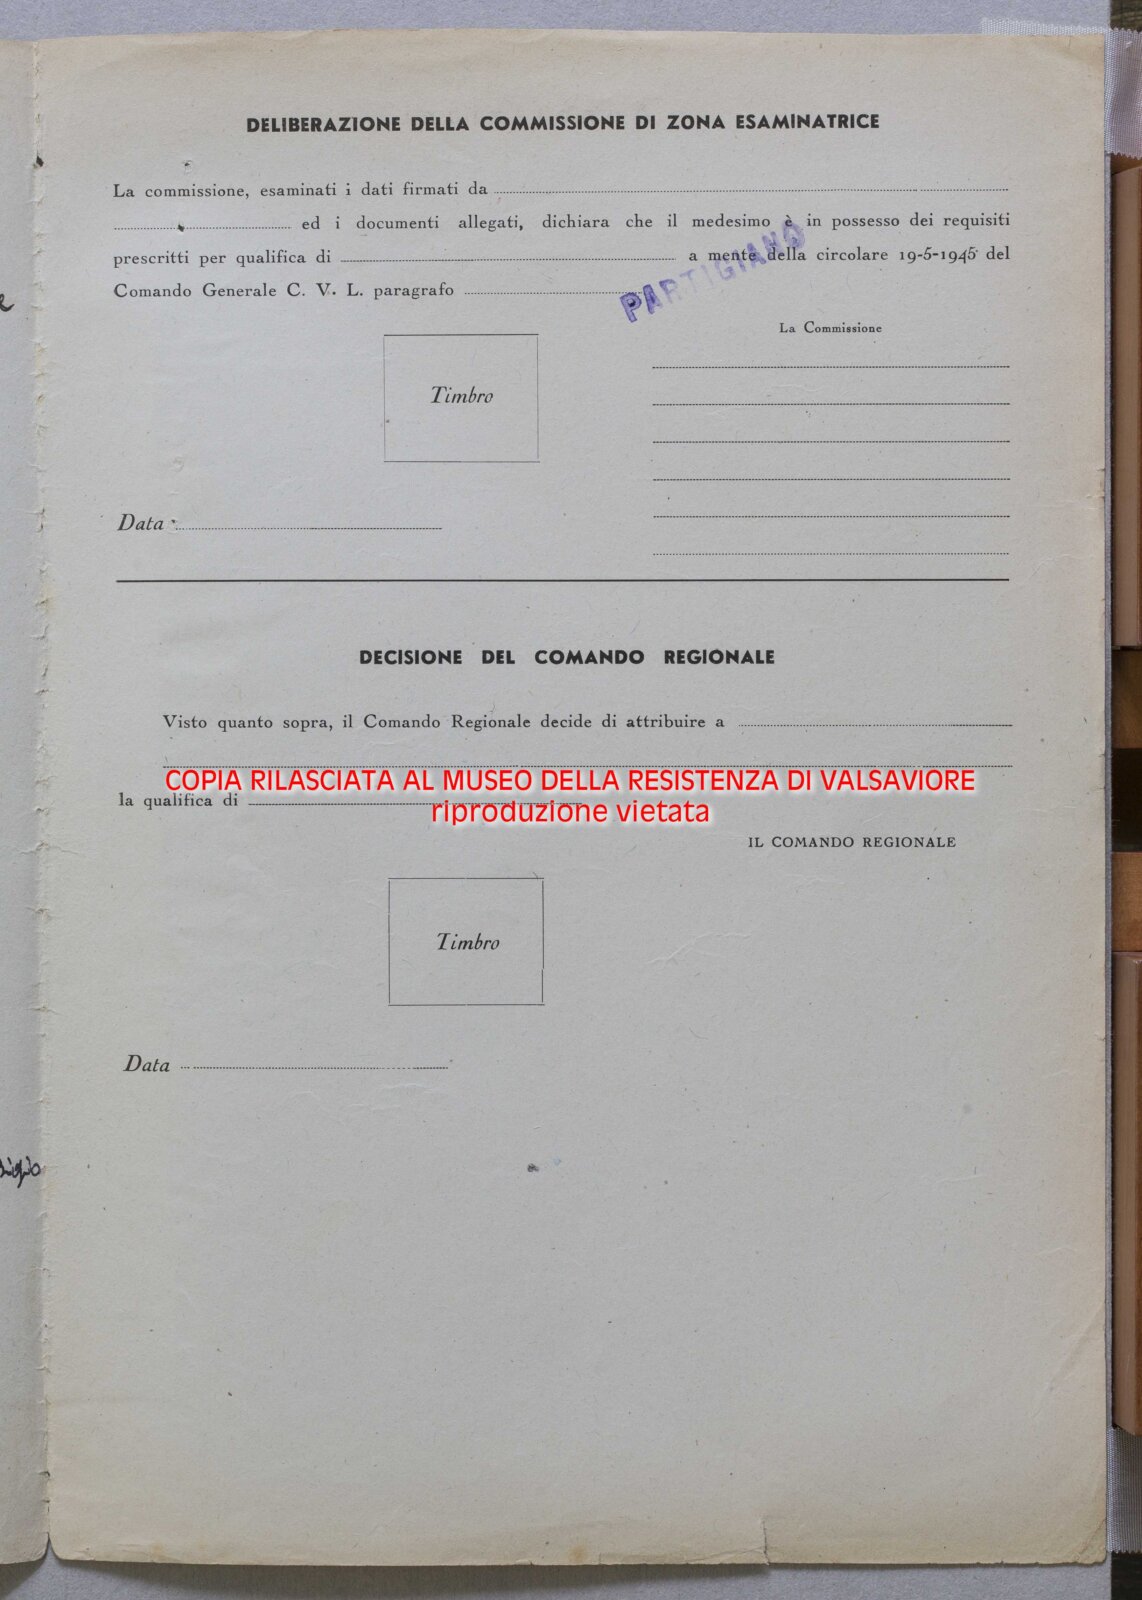 DELIBERAZIONE DELLA COMMISSIONE DI ZONA ESAMINATRICE
La commissione, esaminati i dati firmati da
ed i documenti allegati, dichiara che il medesimo è in possesso dei requisiti
prescritti per qualifica di a mente della circolare 19-5-1945 del
Comando Generale C. V. L. paragrafo
PARTIGIANO
La Commissione
Timbro
Data
DECISIONE DEL COMANDO REGIONALE
Visto quanto sopra, il Comando Regionale decide di attribuire a
COPIA RILASCIATA AL MUSEO DELLA RESISTENZA DI VALSAVIORE
la qualifica di
riproduzione vietata
IL COMANDO REGIONALE
Timbro
Data